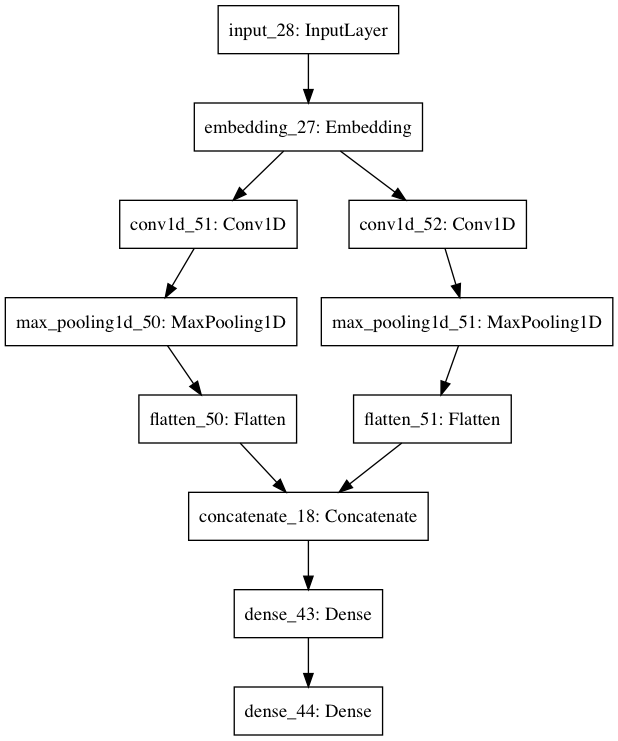 input_28: InputLayer
embedding_27: Embedding
conv1d_51: Conv1D
conv1d_52: Conv1D
max_pooling1d_50: MaxPooling1D
max_pooling1d_51: MaxPooling1D
flatten_50: Flatten
flatten_51: Flatten
concatenate_18: Concatenate
dense_43: Dense
dense_44: Dense